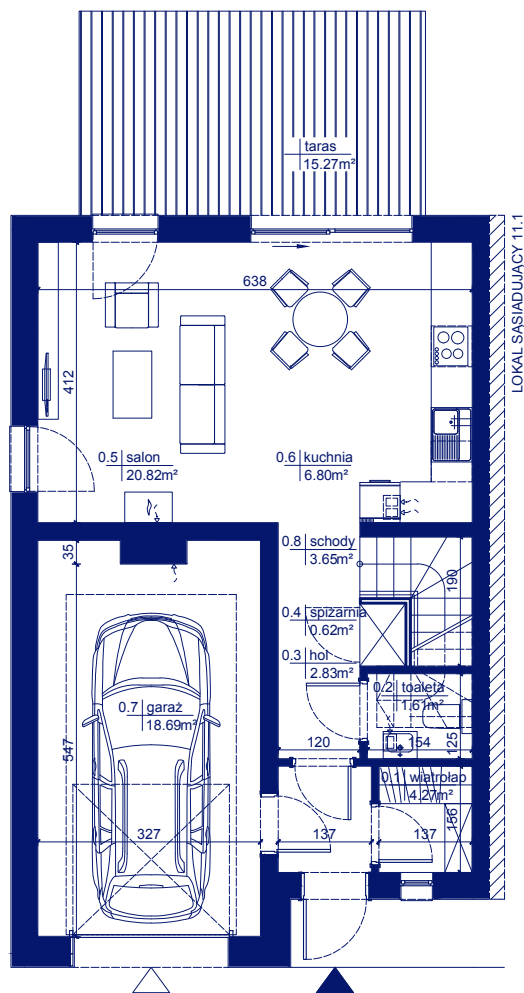 taras
15.27m²
LOKAL SĄSIADUJĄCY 11.1
638
412
0.5 salon
20.82m²
0.6 kuchnia
6.80m²
35
0.8 schody
3.65m²
190
0.4 spiżarnia
0.62m²
0.3 hol
2.83m²
0.2 toaleta
1.61m²
0.7 garaż
18.69m²
547
120
154
125
0.1 wiatrołap
4.27m²
156
327
137
137